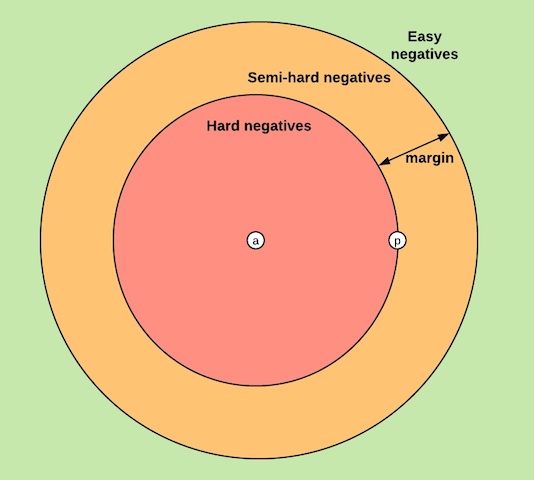 Easy
negatives
Semi-hard negatives
Hard negatives
margin
a
p